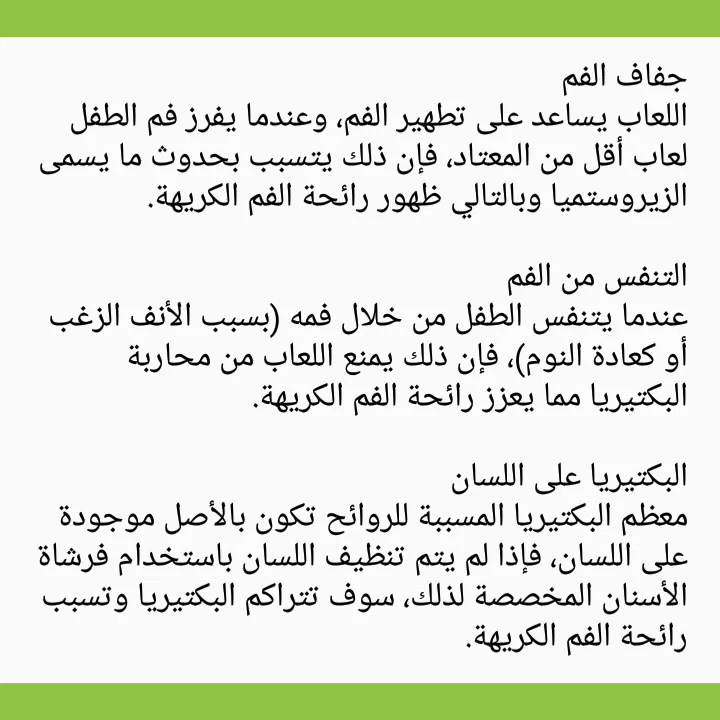 جفاف الفم
اللعاب يساعد على تطهير الفم، وعندما يفرز فم الطفل
لعاب أقل من المعتاد، فإن ذلك يتسبب بحدوث ما يسمى
الزيروستميا وبالتالي ظهور رائحة الفم الكريهة.
التنفس من الفم
عندما يتنفس الطفل من خلال فمه (بسبب الأنف الزغب
أو كعادة النوم)، فإن ذلك يمنع اللعاب من محاربة
البكتيريا مما يعزز رائحة الفم الكريهة.
البكتيريا على اللسان
معظم البكتيريا المسببة للروائح تكون بالأصل موجودة
على اللسان، فإذا لم يتم تنظيف اللسان باستخدام فرشاة
الأسنان المخصصة لذلك، سوف تتراكم البكتيريا وتسبب
رائحة الفم الكريهة.